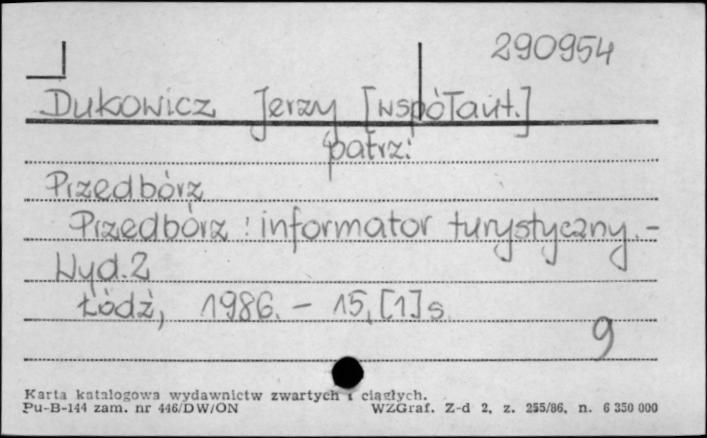 290954
Dukowicz Jerzy [współaut.]
patrz:
Przedbórz
Przedbórz : informator turystyczny. -
Wyd. 2
Łódź, 1986. - 15, [1] s.
9
Karta katalogowa wydawnictw zwartych i ciągłych.
Pu-B-144 zam. nr 446/DW/ON WZGraf. Z-d 2, z. 255/86, n. 6 350 000